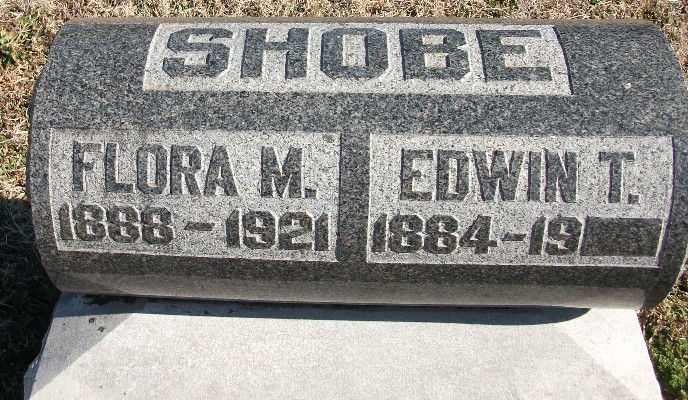 SHOBE
FLORA M.
1888-1921
EDWIN T.
1884-19